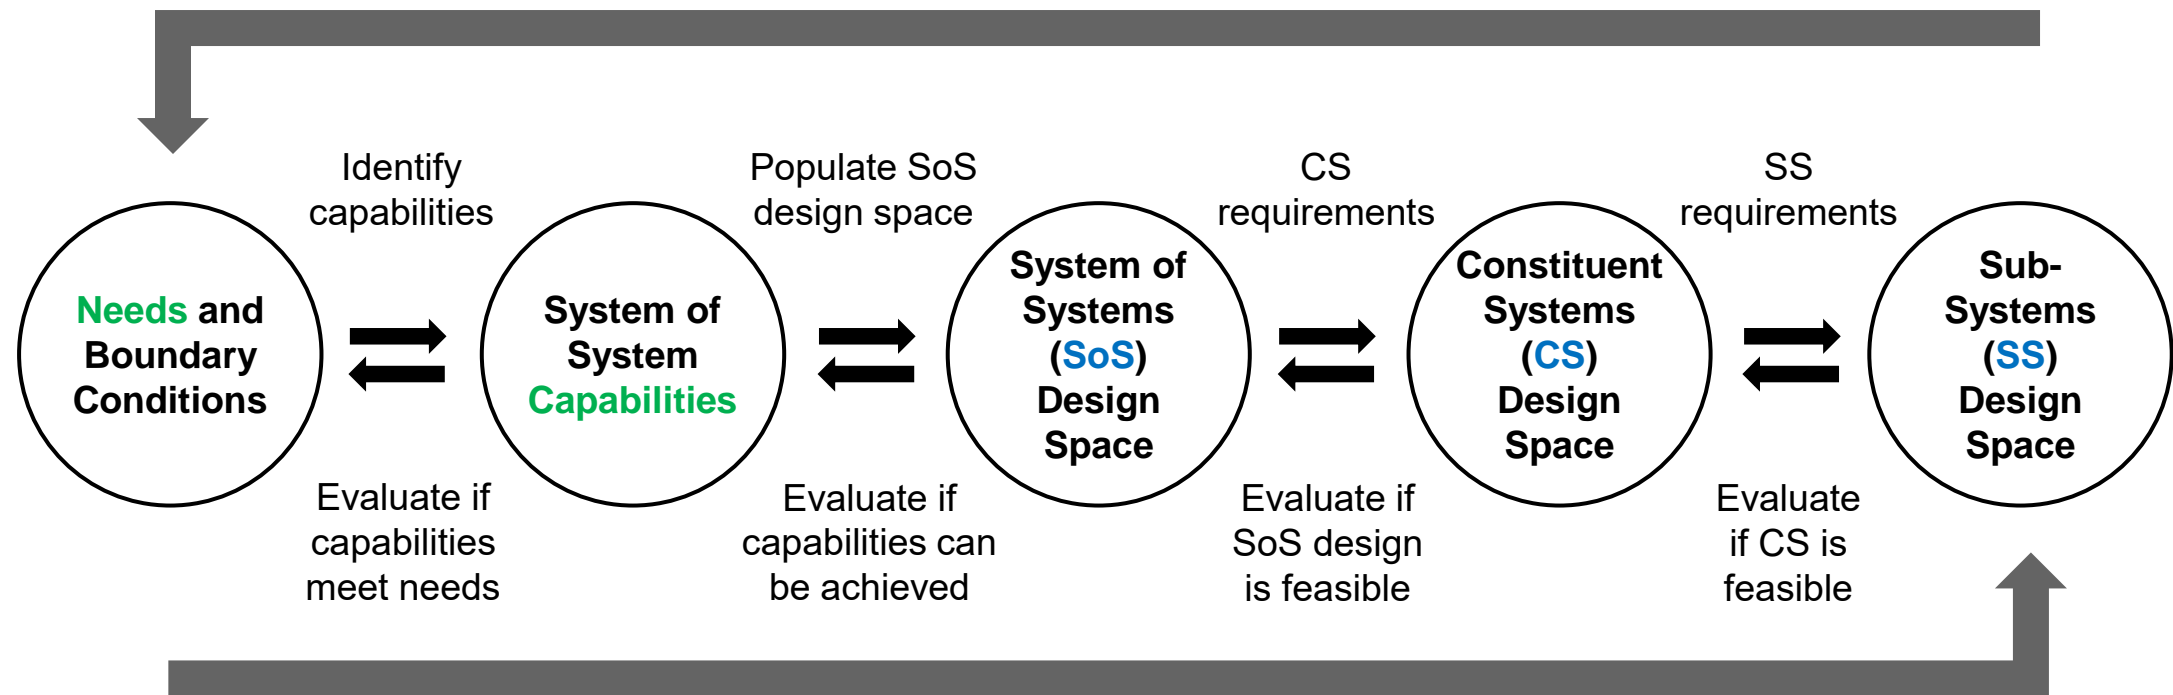 Identify
capabilities
Populate SoS
design space
CS
requirements
SS
requirements
Needs and
Boundary
Conditions
System of
System
Capabilities
System of
Systems
(SoS)
Design
Space
Constituent
Systems
(CS)
Design
Space
Sub-
Systems
(SS)
Design
Space
Evaluate if
capabilities
meet needs
Evaluate if
capabilities can
be achieved
Evaluate if
SoS design
is feasible
Evaluate
if CS is
feasible